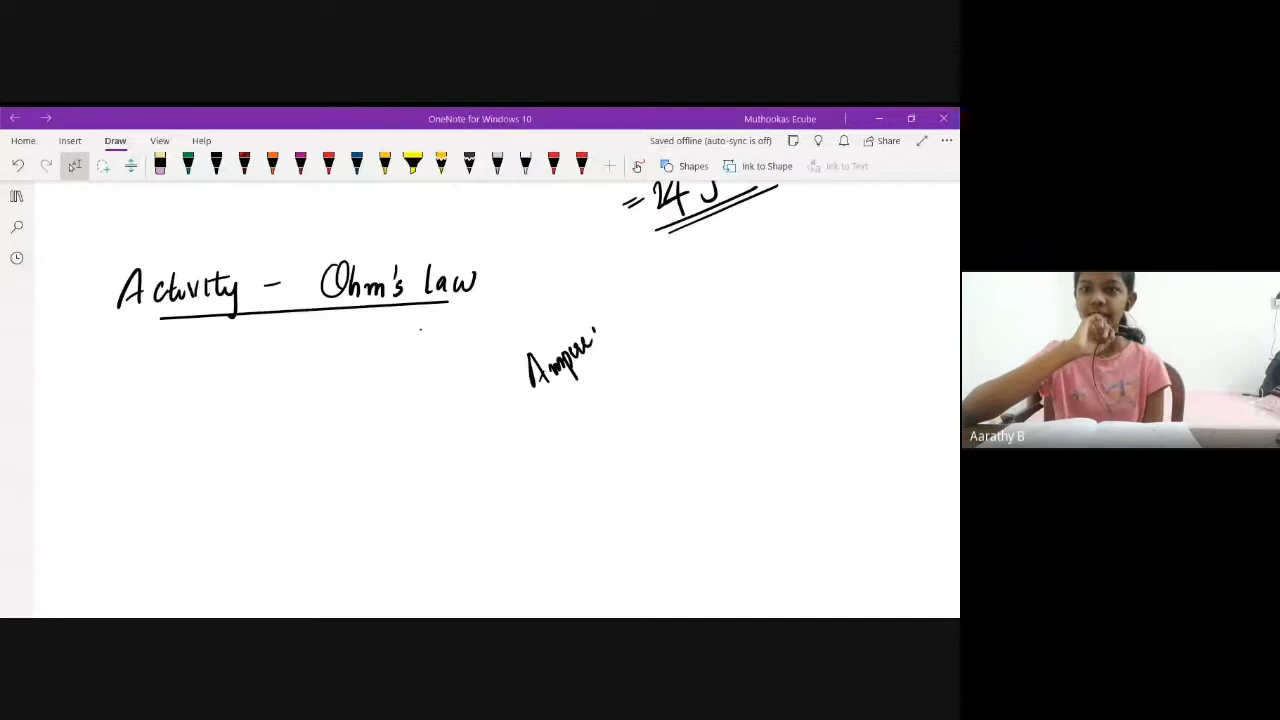 OneNote for Windows 10
Muthookas Ecube
Home Insert Draw View Help
Saved offline (auto-sync is off)
Share
Shapes
Ink to Shape
Ink to Text
= 24 J
Activity - Ohm's law
Ampere
Aarathy B